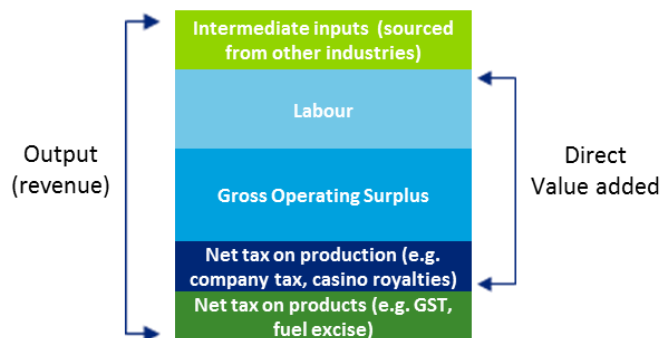 Intermediate inputs (sourced
from other industries)
Labour
Output
(revenue)
Direct
Value added
Gross Operating Surplus
Net tax on production (e.g.
company tax, casino royalties)
Net tax on products (e.g. GST,
fuel excise)